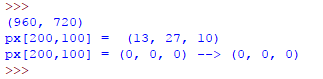 >>>
(960, 720)
px[200,100] =  (13, 27, 10)
px[200,100] = (0, 0, 0) --> (0, 0, 0)
>>>